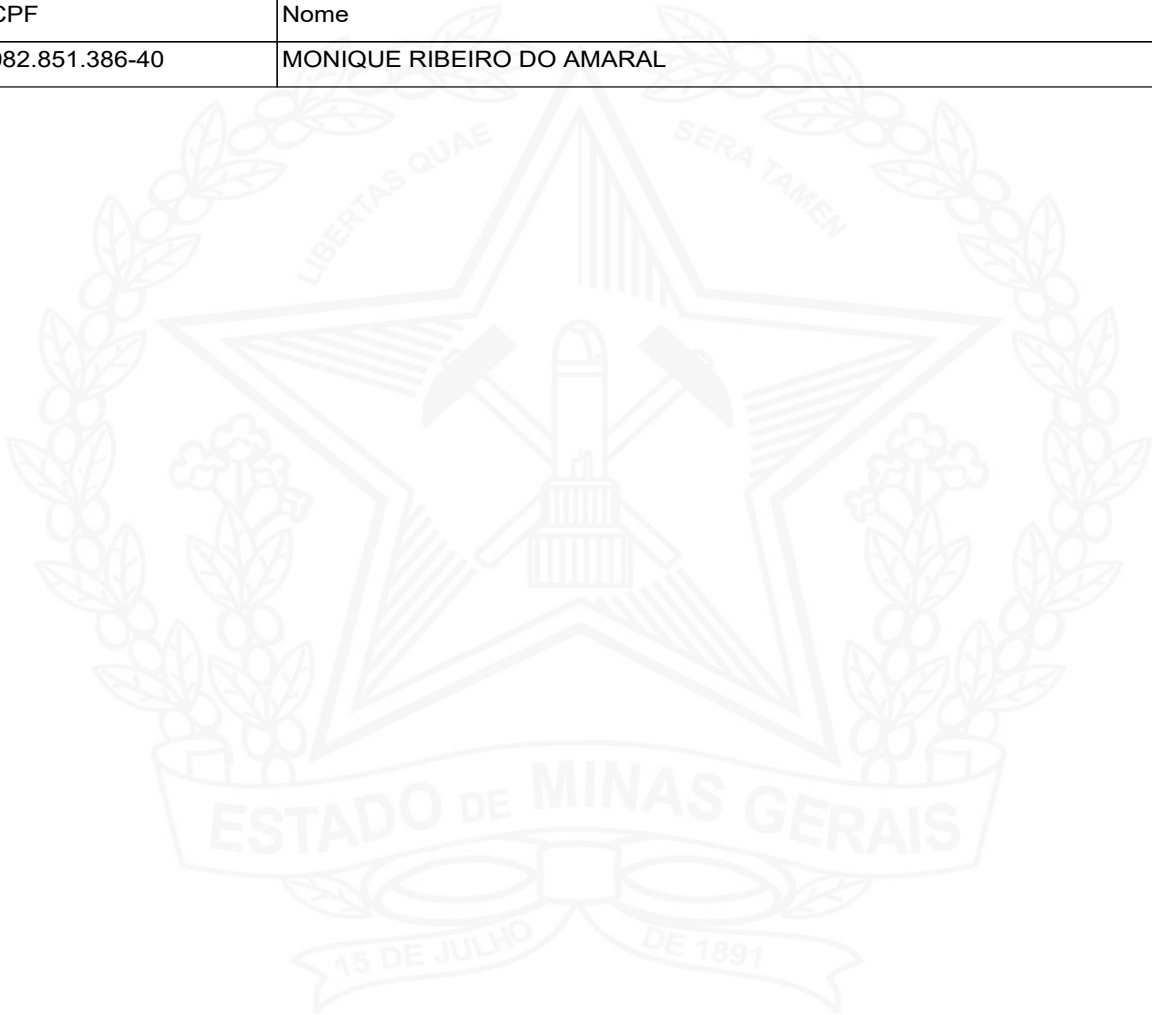 CPF Nome
082.851.386-40 MONIQUE RIBEIRO DO AMARAL
LIBERTAS QUAE SERA TAMEN
ESTADO DE MINAS GERAIS
15 DE JULHO DE 1891